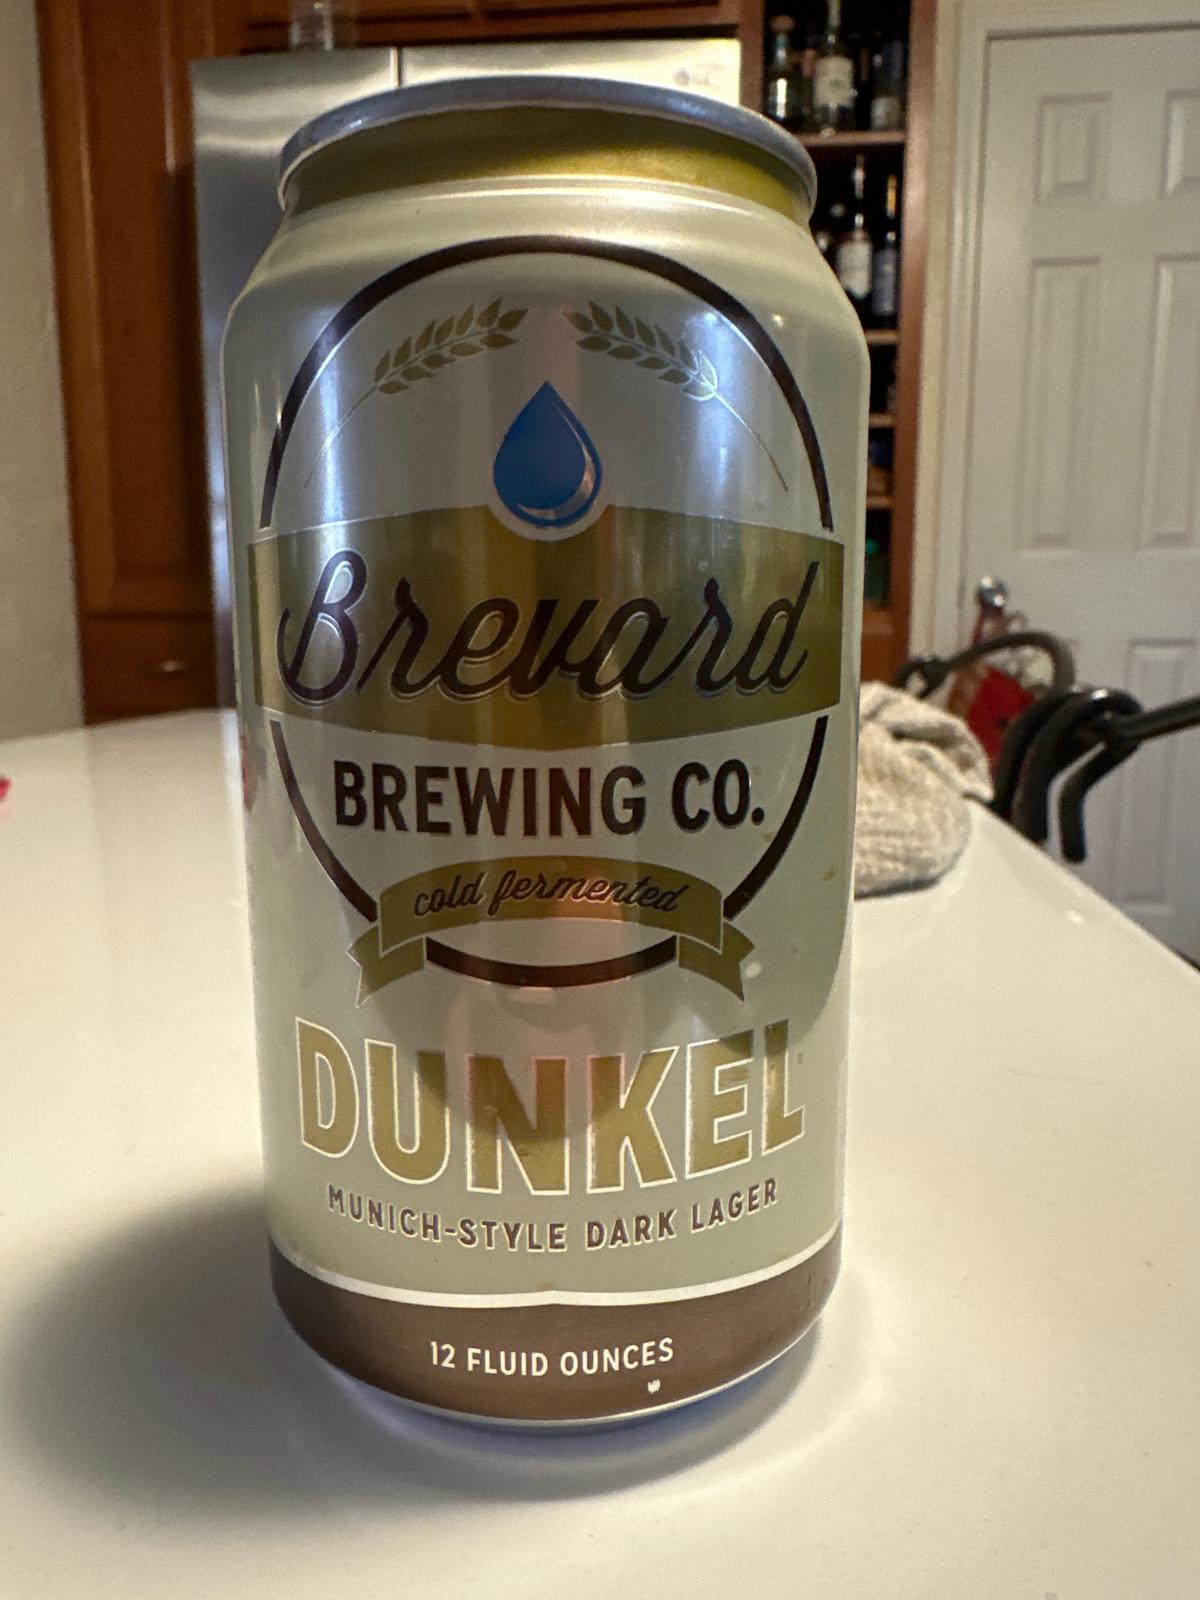 Brevard
BREWING CO.
cold fermented
DUNKEL
MUNICH-STYLE DARK LAGER
12 FLUID OUNCES